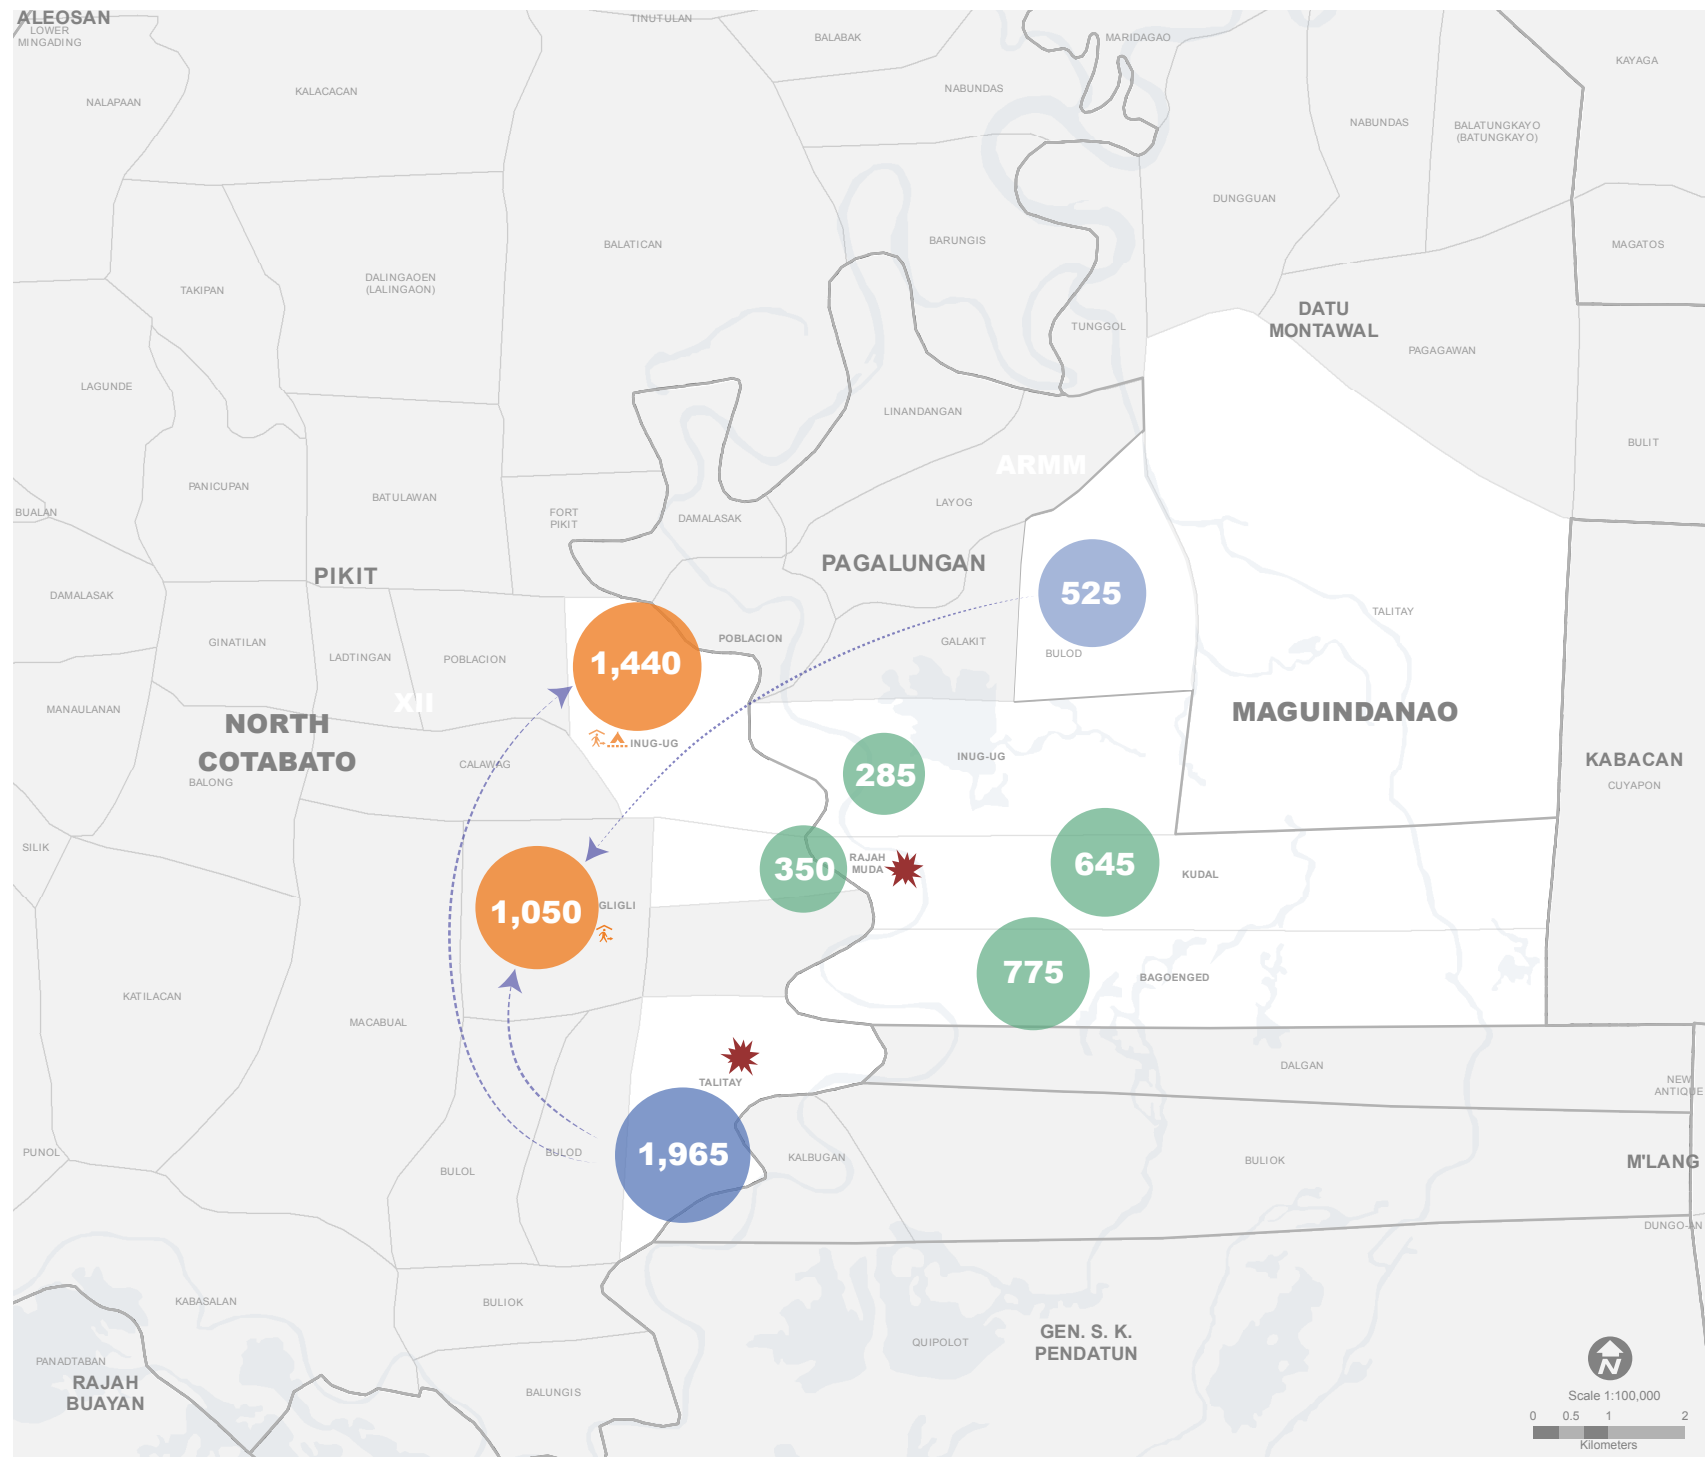 ALEOSAN
LOWER
MINGADING
TINUTULAN
BALABAK
MARIDAGAO
KAYAGA
NALAPAAN
KALACACAN
NABUNDAS
NABUNDAS
BALATUNGKAYO
(BATUNGKAYO)
DUNGGUAN
BALATICAN
BARUNGIS
MAGATOS
TAKIPAN
DALINGAOEN
(LALINGAON)
DATU
MONTAWAL
TUNGGOL
PAGAGAWAN
LAGUNDE
LINANDANGAN
BULIT
ARMM
PANICUPAN
BATULAWAN
LAYOG
BUALAN
FORT
PIKIT
DAMALASAK
PIKIT
PAGALUNGAN
525
DAMALASAK
TALITAY
GINATILAN
LADTINGAN
POBLACION
1,440
POBLACION
GALAKIT
BULOD
MANAULANAN
XII
NORTH
COTABATO
MAGUINDANAO
INUG-UG
INUG-UG
CALAWAG
BALONG
285
KABACAN
CUYAPON
SILIK
350
RAJAH
MUDA
645
KUDAL
1,050
GLIGLI
775
BAGOENGED
KATILACAN
MACABUAL
TALITAY
DALGAN
NEW
ANTIQUE
PUNOL
BULOL
BULOD
1,965
KALBUGAN
BULIOK
M'LANG
DUNGO-AN
KABASALAN
BULIOK
QUIPOLOT
GEN. S. K.
PENDATUN
PANADTABAN
RAJAH
BUAYAN
BALUNGIS
N
Scale 1:100,000
0 0.5 1 2
Kilometers